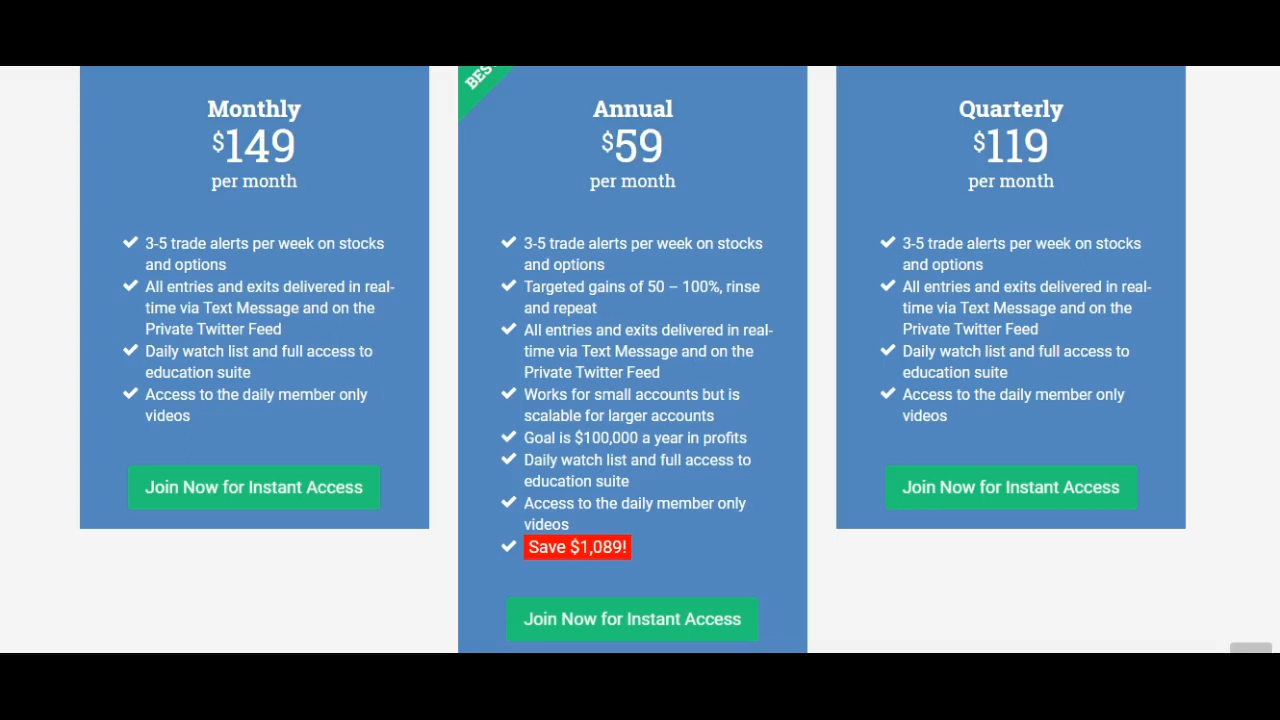 Monthly
$149
per month
3-5 trade alerts per week on stocks
and options
All entries and exits delivered in real-
time via Text Message and on the
Private Twitter Feed
Daily watch list and full access to
education suite
Access to the daily member only
videos
Join Now for Instant Access
Annual
$59
per month
3-5 trade alerts per week on stocks
and options
Targeted gains of 50 – 100%, rinse
and repeat
All entries and exits delivered in real-
time via Text Message and on the
Private Twitter Feed
Works for small accounts but is
scalable for larger accounts
Goal is $100,000 a year in profits
Daily watch list and full access to
education suite
Access to the daily member only
videos
Save $1,089!
Join Now for Instant Access
Quarterly
$119
per month
3-5 trade alerts per week on stocks
and options
All entries and exits delivered in real-
time via Text Message and on the
Private Twitter Feed
Daily watch list and full access to
education suite
Access to the daily member only
videos
Join Now for Instant Access